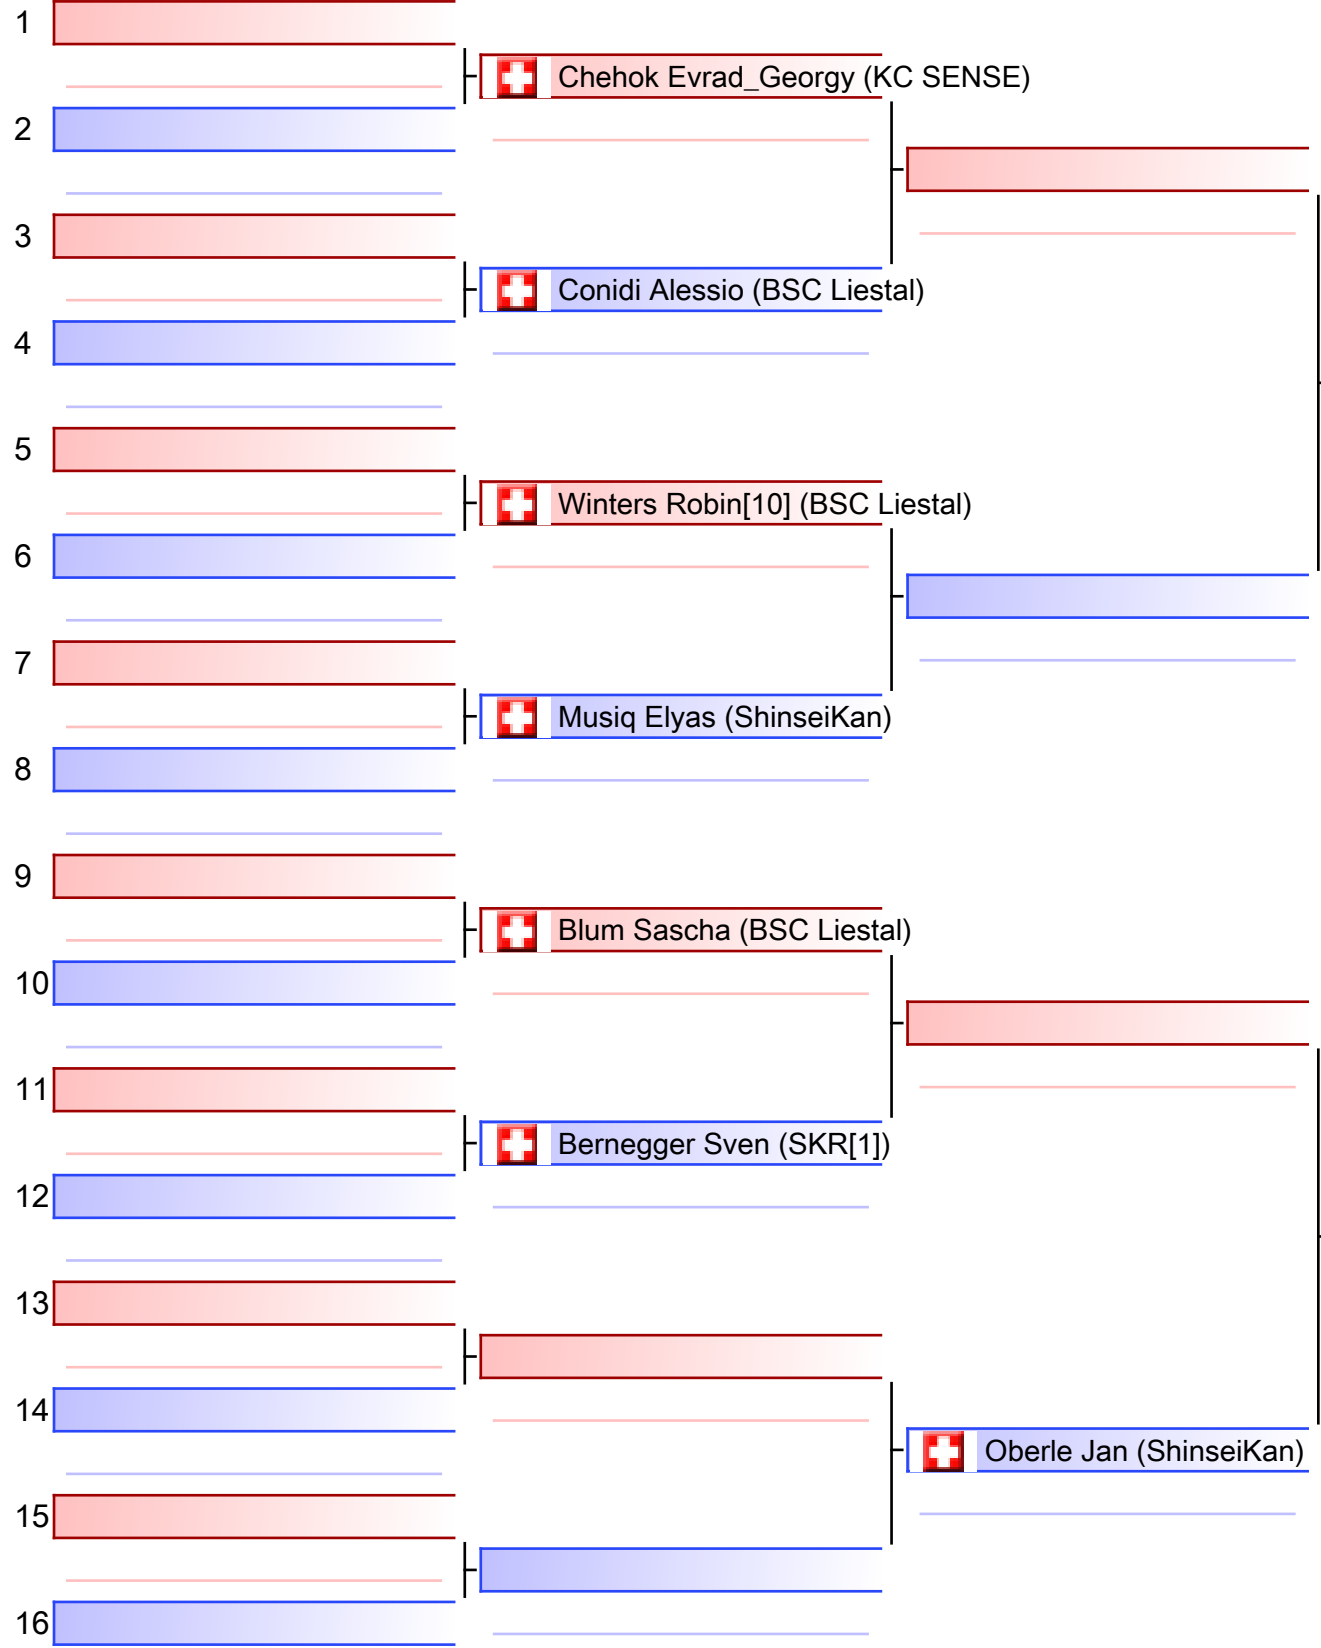 1
Chehok Evrad_Georgy (KC SENSE)
2
3
Conidi Alessio (BSC Liestal)
4
5
Winters Robin[10] (BSC Liestal)
6
7
Musiq Elyas (ShinseiKan)
8
9
Blum Sascha (BSC Liestal)
10
11
Bernegger Sven (SKR[1])
12
13
14
Oberle Jan (ShinseiKan)
15
16